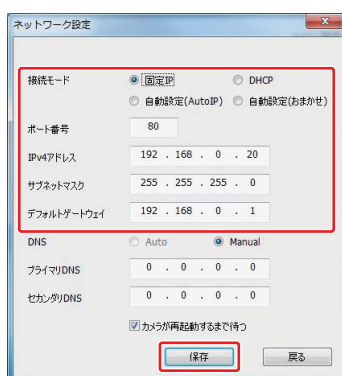 ネットワーク設定
接続モード 固定IP DHCP
自動設定(AutoIP) 自動設定(おまかせ)
ポート番号 80
IPv4アドレス 192 . 168 . 0 . 20
サブネットマスク 255 . 255 . 255 . 0
デフォルトゲートウェイ 192 . 168 . 0 . 1
DNS Auto Manual
プライマリDNS 0 . 0 . 0 . 0
セカンダリDNS 0 . 0 . 0 . 0
カメラが再起動するまで待つ
保存 戻る